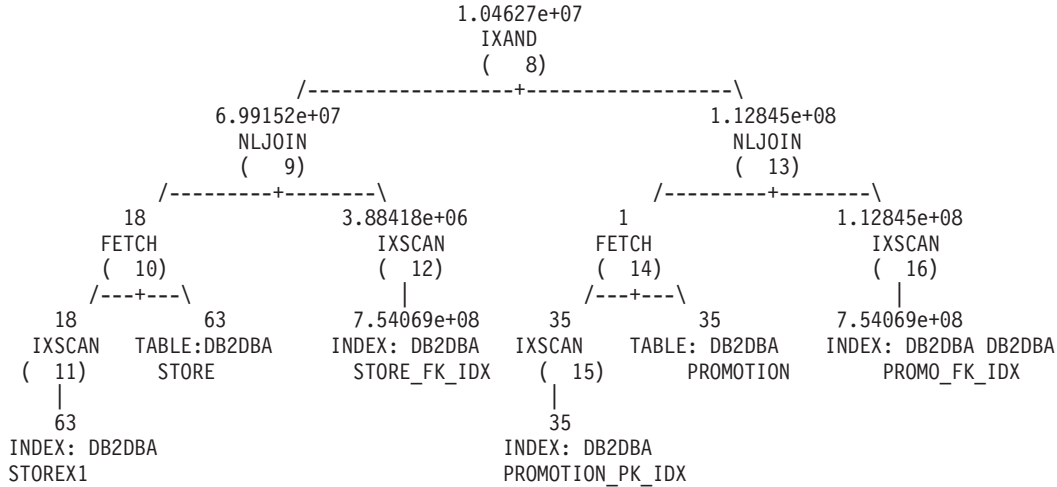 1.04627e+07
IXAND
( 8)
/------------------+------------------\
6.99152e+07 1.12845e+08
NLJOIN NLJOIN
( 9) ( 13)
/---------+--------\ /---------+--------\
18 3.88418e+06 1 1.12845e+08
FETCH IXSCAN FETCH IXSCAN
( 10) ( 12) ( 14) ( 16)
/---+---\ | /---+---\ |
18 63 7.54069e+08 35 35 7.54069e+08
IXSCAN TABLE:DB2DBA INDEX: DB2DBA IXSCAN TABLE: DB2DBA INDEX: DB2DBA DB2DBA
( 11) STORE STORE_FK_IDX ( 15) PROMOTION PROMO_FK_IDX
| |
63 35
INDEX: DB2DBA INDEX: DB2DBA
STOREX1 PROMOTION_PK_IDX